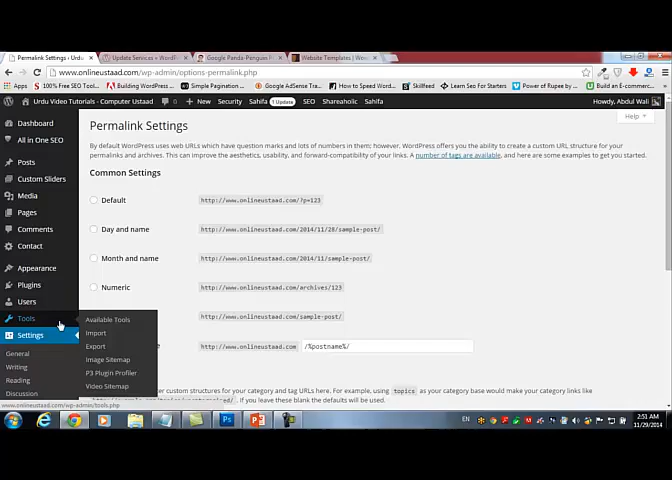 Permalink Settings ‹ Urdu
Update Services « WordPr
Google Panda-Penguin P
Website Templates | We
www.onlineustaad.com/wp-admin/options-permalink.php
Apps
S 100% Free SEO Tools
Simple Pagination
Google AdSense
How to Speed Word
Skillfeed
Learn Seo For Starters
Power of Rupee by
Unlimited Free
Urdu Video Tutorials - Computer Ustaad
0
+ New
Security
Sahifa
1 Update
SEO
Shareaholic
Sahifa
Howdy, Abdul Wali
Help
Dashboard
All in One SEO
Posts
Custom Sliders
Media
Pages
Comments
Contact
Appearance
Plugins
Users
Tools
Settings
General
Writing
Reading
Discussion
Available Tools
Import
Export
Image Sitemap
P3 Plugin Profiler
Video Sitemap
Permalink Settings
By default WordPress uses web URLs which have question marks and lots of numbers in them; however, WordPress offers you the ability to create a custom URL structure for your
permalinks and archives. This can improve the aesthetics, usability, and forward-compatibility of your links. A number of tags are available, and here are some examples to get you started.
Common Settings
Default
http://www.onlineustaad.com/?p=123
Day and name
http://www.onlineustaad.com/2014/11/28/sample-post/
Month and name
http://www.onlineustaad.com/2014/11/sample-post/
Numeric
http://www.onlineustaad.com/archives/123
http://www.onlineustaad.com/sample-post/
http://www.onlineustaad.com
/%postname%/
er custom structures for your category and tag URLs here. For example, using topics as your category base would make your category links
. If you leave these blank the defaults will be used.
www.onlineustaad.com/wp-admin/tools.php
EN
2:51 AM
11/29/2014